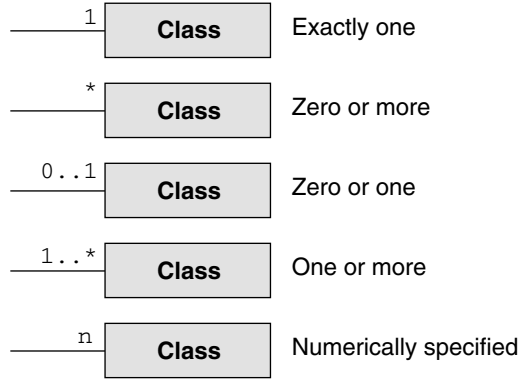 1
Class Exactly one
*
Class Zero or more
0..1
Class Zero or one
1..*
Class One or more
n
Class Numerically specified